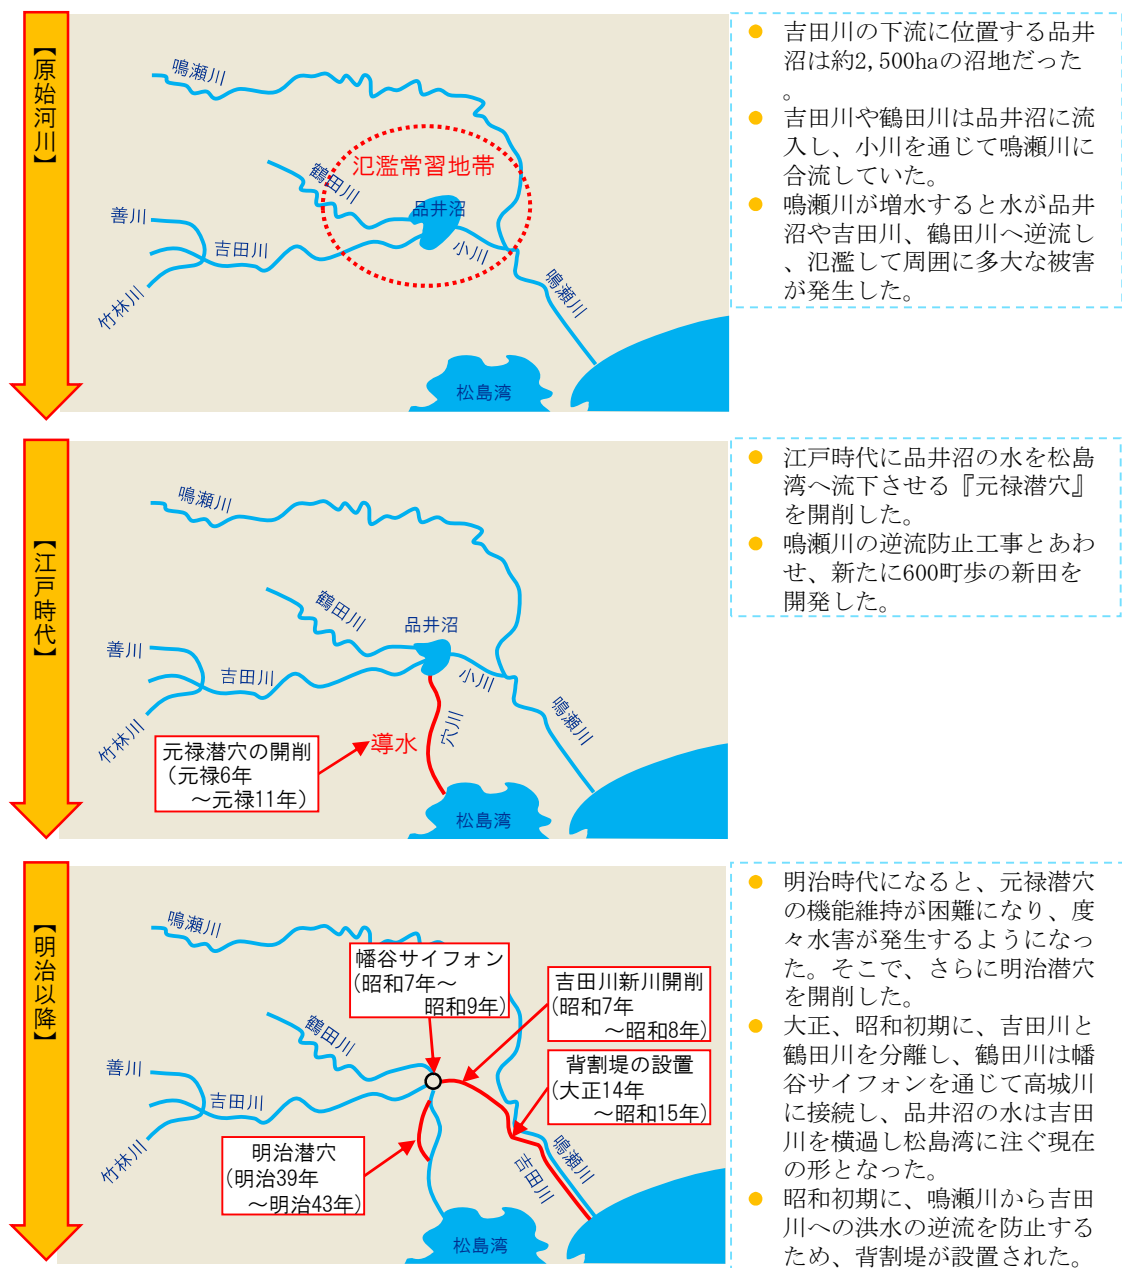 【原始河川】
鳴瀬川
氾濫常習地帯
鶴田川
品井沼
善川
吉田川
小川
竹林川
鳴瀬川
松島湾
● 吉田川の下流に位置する品井
沼は約2,500haの沼地だった
。
● 吉田川や鶴田川は品井沼に流
入し、小川を通じて鳴瀬川に
合流していた。
● 鳴瀬川が増水すると水が品井
沼や吉田川、鶴田川へ逆流し
、氾濫して周囲に多大な被害
が発生した。
【江戸時代】
鳴瀬川
鶴田川
品井沼
善川
吉田川
小川
竹林川
穴川
鳴瀬川
導水
元禄潜穴の開削
(元禄6年
～元禄11年)
松島湾
● 江戸時代に品井沼の水を松島
湾へ流下させる『元禄潜穴』
を開削した。
● 鳴瀬川の逆流防止工事とあわ
せ、新たに600町歩の新田を
開発した。
【明治以降】
鳴瀬川
幡谷サイフォン
(昭和7年～
昭和9年)
吉田川新川開削
(昭和7年
～昭和8年)
鶴田川
背割堤の設置
(大正14年
～昭和15年)
善川
吉田川
竹林川
明治潜穴
(明治39年
～明治43年)
鳴瀬川
吉田川
松島湾
● 明治時代になると、元禄潜穴
の機能維持が困難になり、度
々水害が発生するようになっ
た。そこで、さらに明治潜穴
を開削した。
● 大正、昭和初期に、吉田川と
鶴田川を分離し、鶴田川は幡
谷サイフォンを通じて高城川
に接続し、品井沼の水は吉田
川を横過し松島湾に注ぐ現在
の形となった。
● 昭和初期に、鳴瀬川から吉田
川への洪水の逆流を防止する
ため、背割堤が設置された。